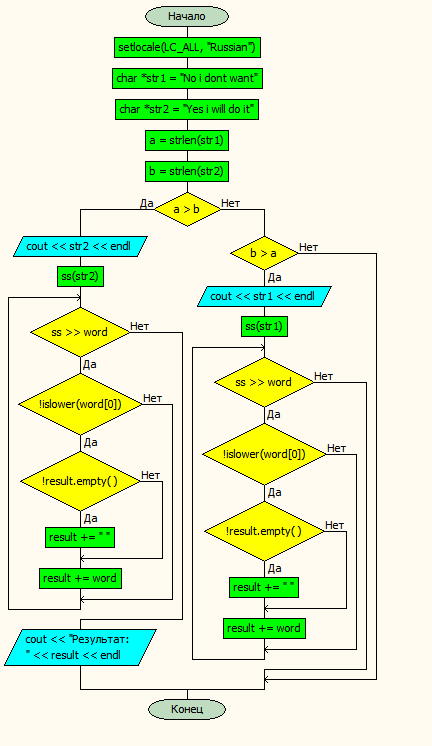 Начало
setlocale(LC_ALL, "Russian")
char *str1 = "No i dont want"
char *str2 = "Yes i will do it"
a = strlen(str1)
b = strlen(str2)
a > b
Да
Нет
cout << str2 << endl
ss(str2)
ss >> word
Нет
Да
!islower(word[0])
Нет
Да
!result.empty( )
Нет
Да
result += " "
result += word
cout << "Результат:
" << result << endl
b > a
Нет
Да
cout << str1 << endl
ss(str1)
ss >> word
Нет
Да
!islower(word[0])
Нет
Да
!result.empty( )
Нет
Да
result += " "
result += word
Конец